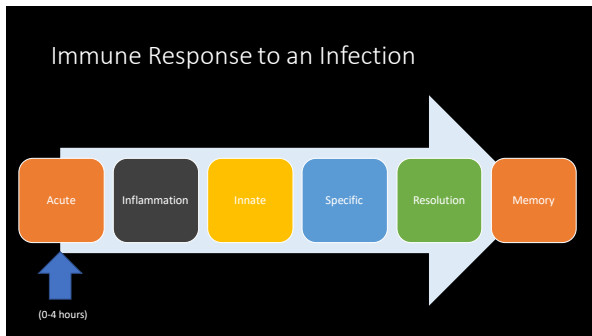 Immune Response to an Infection
Acute
Inflammation
Innate
Specific
Resolution
Memory
(0-4 hours)